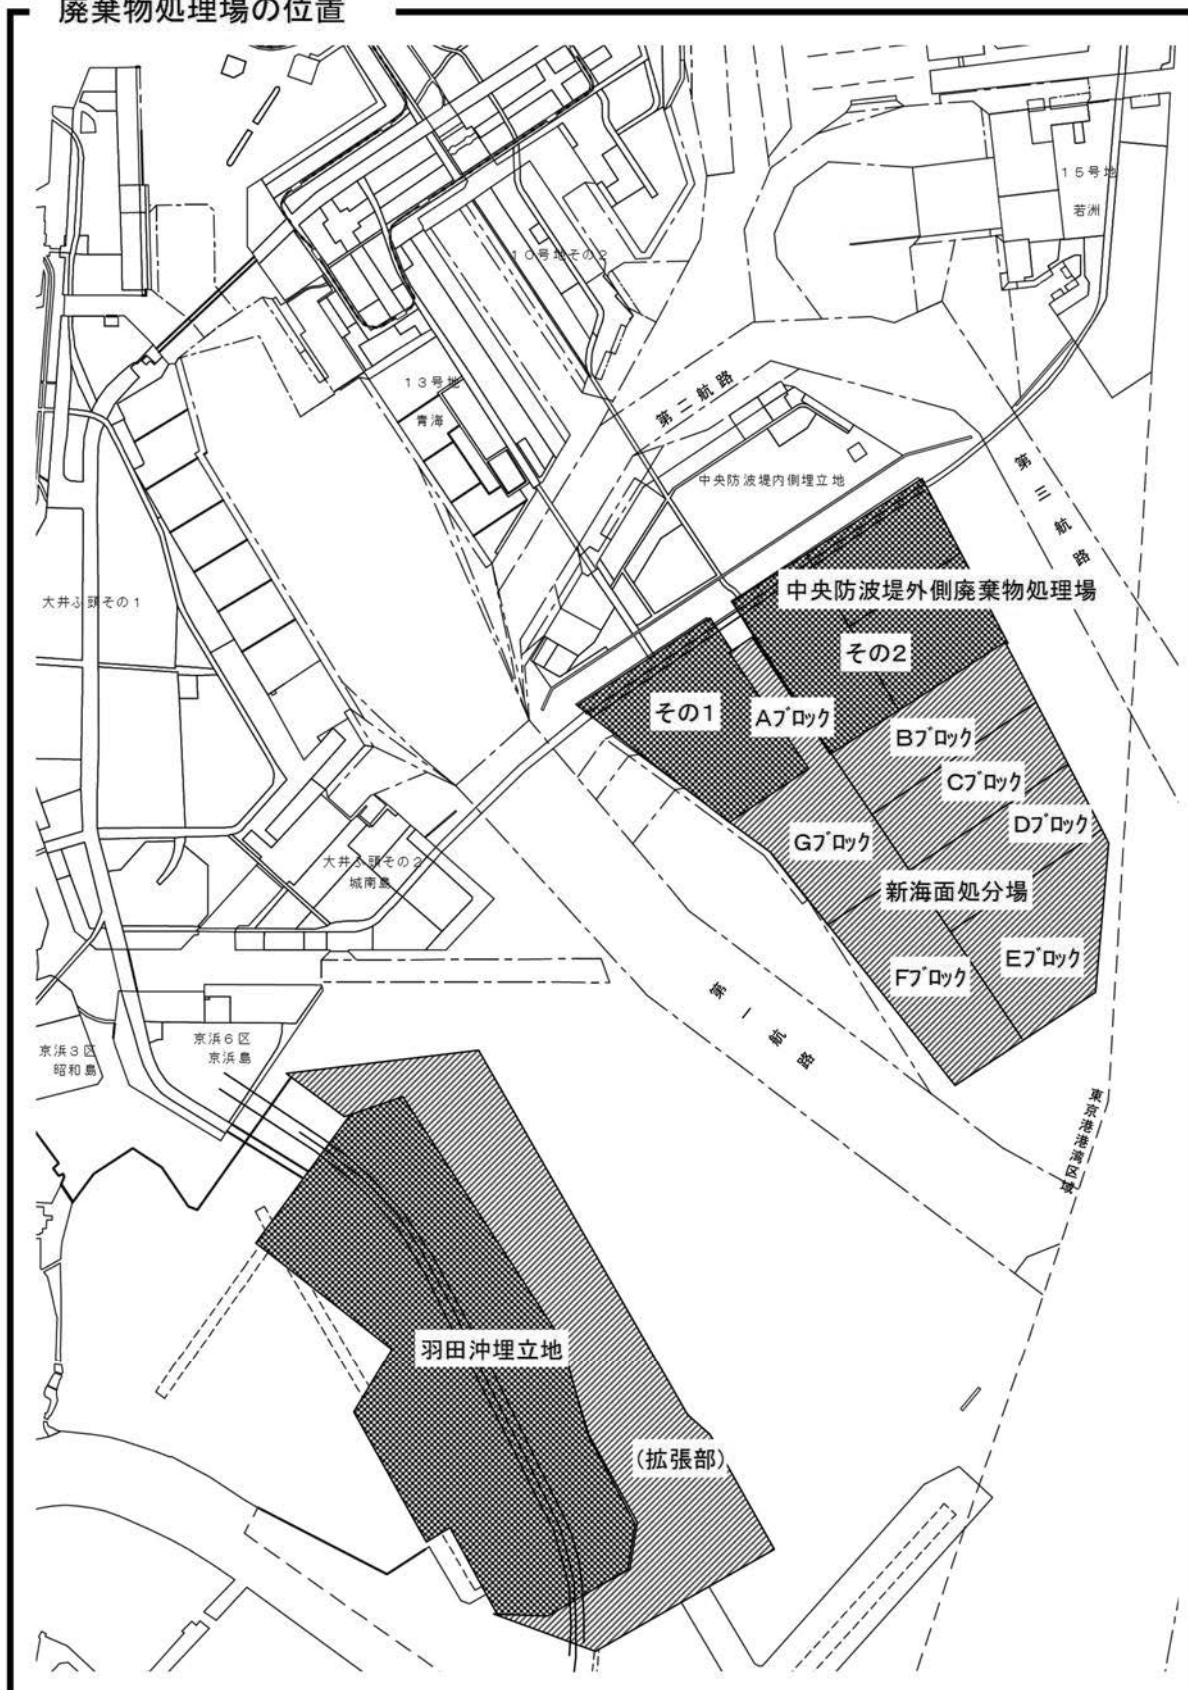 廃棄物処理場の位置
15号地
若洲
10号地その2
13号地
青海
第二航路
中央防波堤内側埋立地
第三航路
大井ふ頭その1
中央防波堤外側廃棄物処理場
その2
その1
Aブロック
Bブロック
Cブロック
Dブロック
Gブロック
大井ふ頭その2
城南島
新海面処分場
Eブロック
Fブロック
第一航路
京浜6区
京浜島
京浜3区
昭和島
東京港港湾区域
羽田沖埋立地
(拡張部)